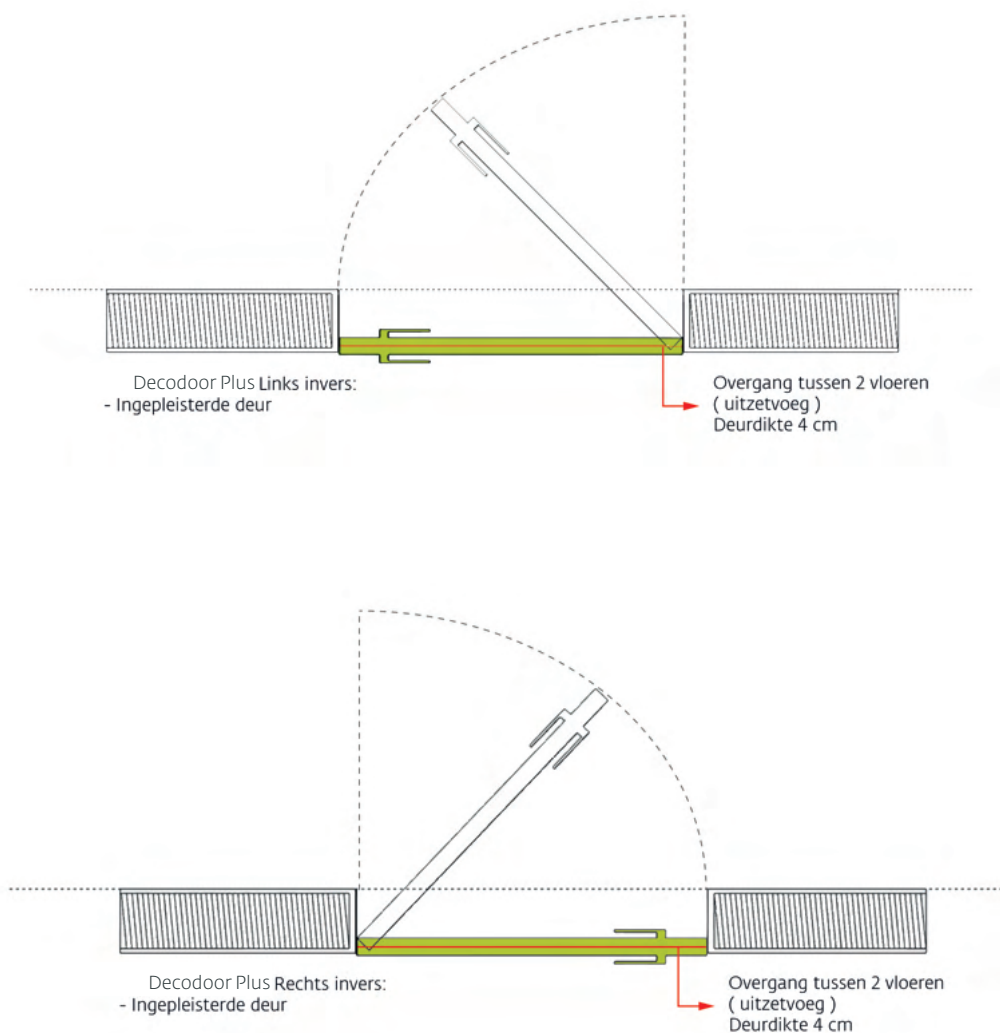 Decodoor Plus Links invers:
- Ingepleisterde deur
Overgang tussen 2 vloeren
( uitzetvoeg )
Deurdikte 4 cm
Decodoor Plus Rechts invers:
- Ingepleisterde deur
Overgang tussen 2 vloeren
( uitzetvoeg )
Deurdikte 4 cm